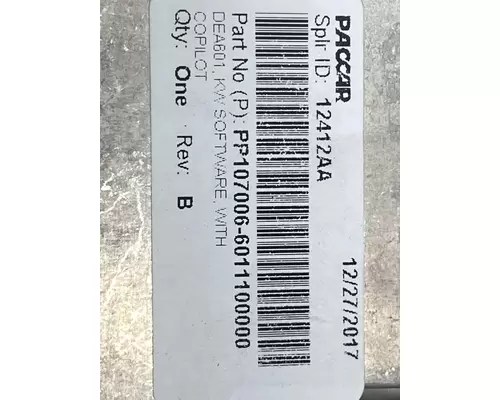 PACCAR
12/27/2017
Splr ID: 12412AA
Part No (P): PP107006-6011100000
DEA601, KW SOFTWARE, WITH
COPILOT
Qty: One Rev: B